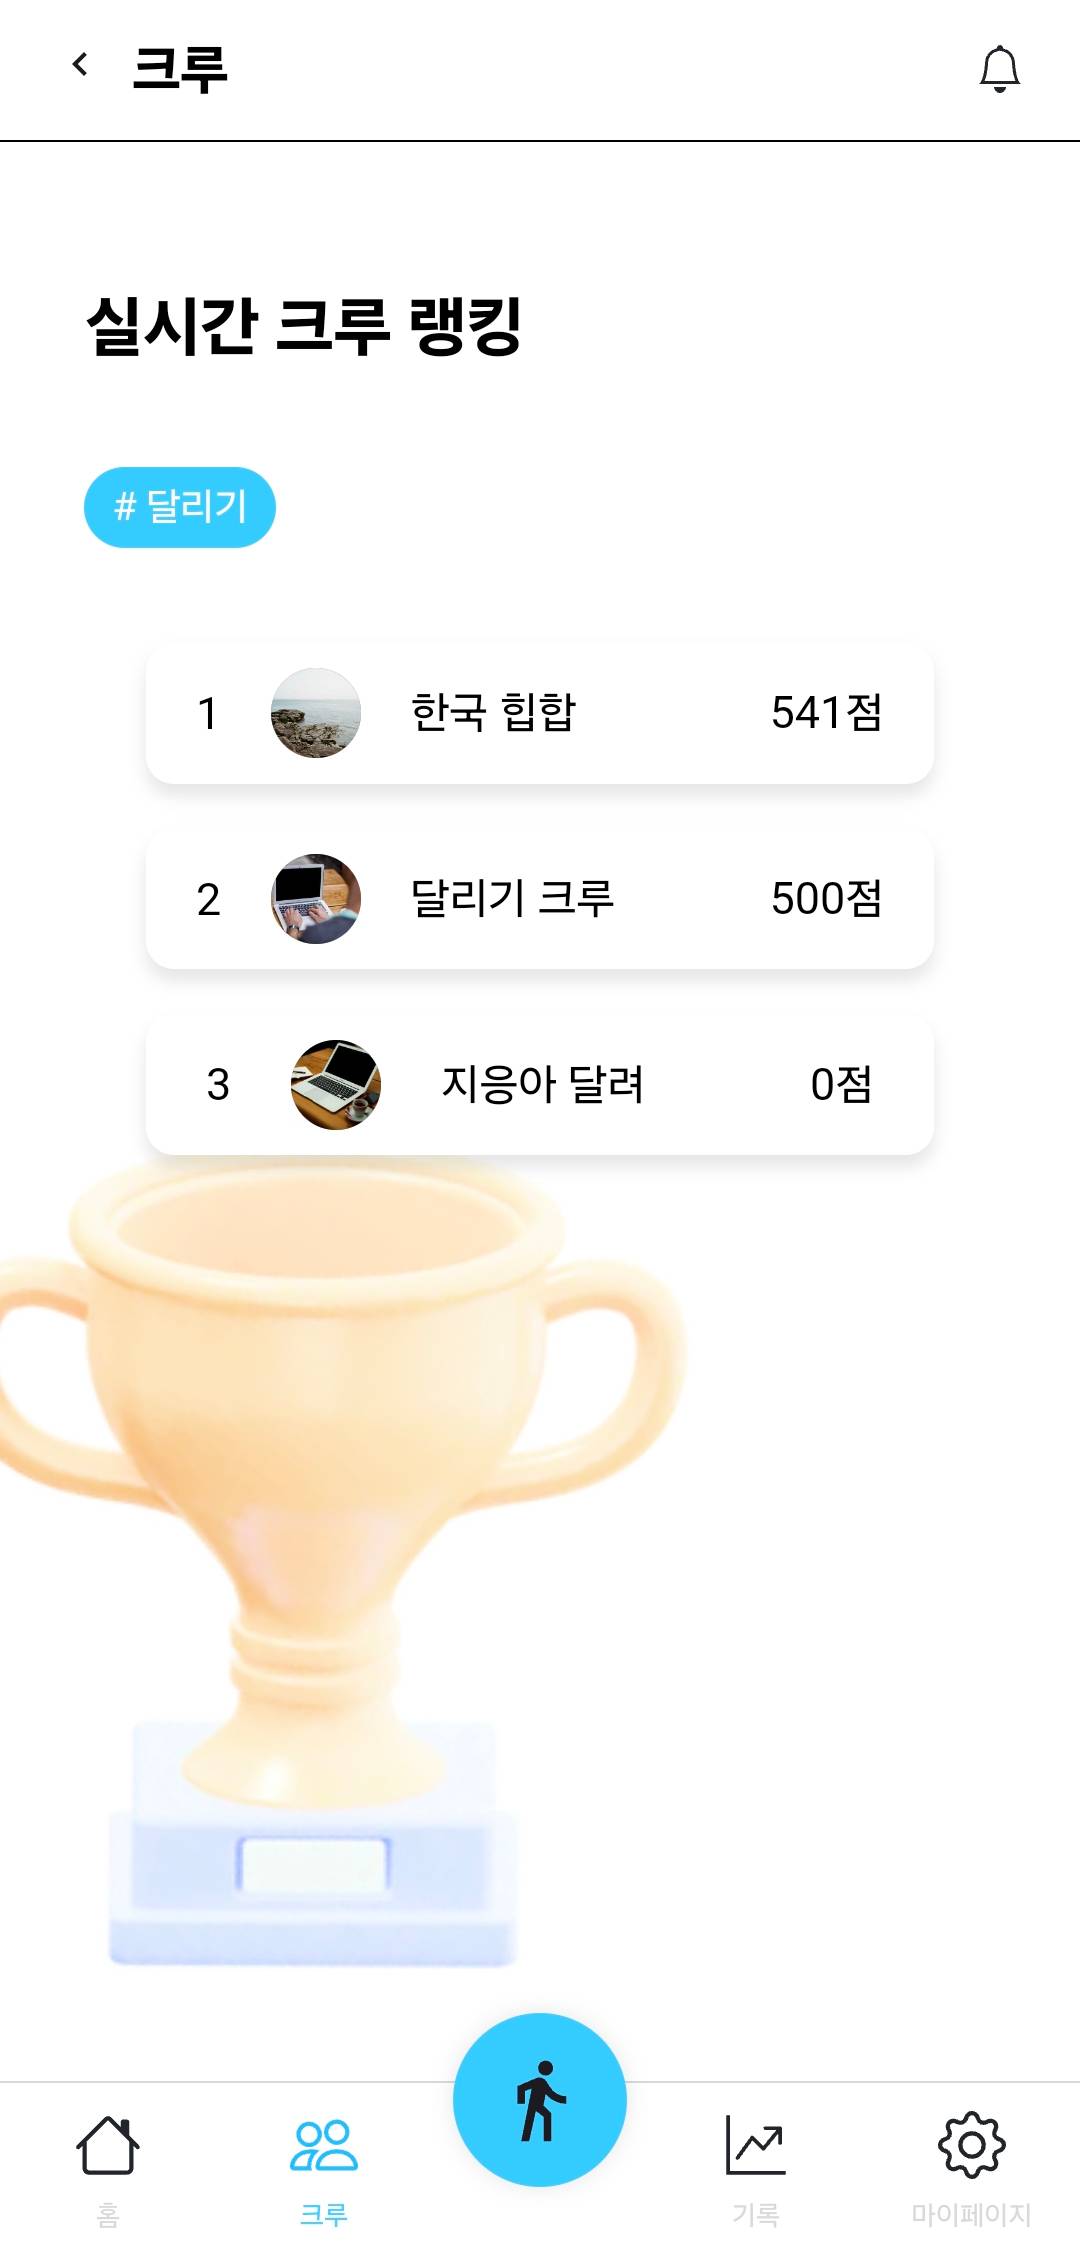 크루
실시간 크루 랭킹
# 달리기
1 한국 힙합 541점
2 달리기 크루 500점
3 지응아 달려 0점
홈 크루 기록 마이페이지